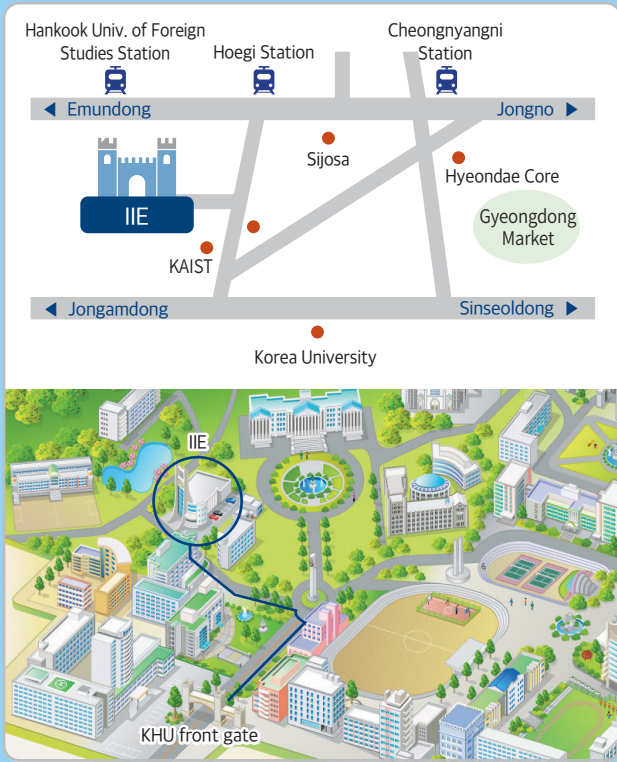 Hankook Univ. of Foreign
Studies Station
Hoegi Station
Cheongnyangni
Station
◀ Emundong
Jongno ▶
Sijosa
Hyeondae Core
IIE
Gyeongdong
Market
KAIST
◀ Jongamdong
Sinseoldong ▶
Korea University
IIE
KHU front gate